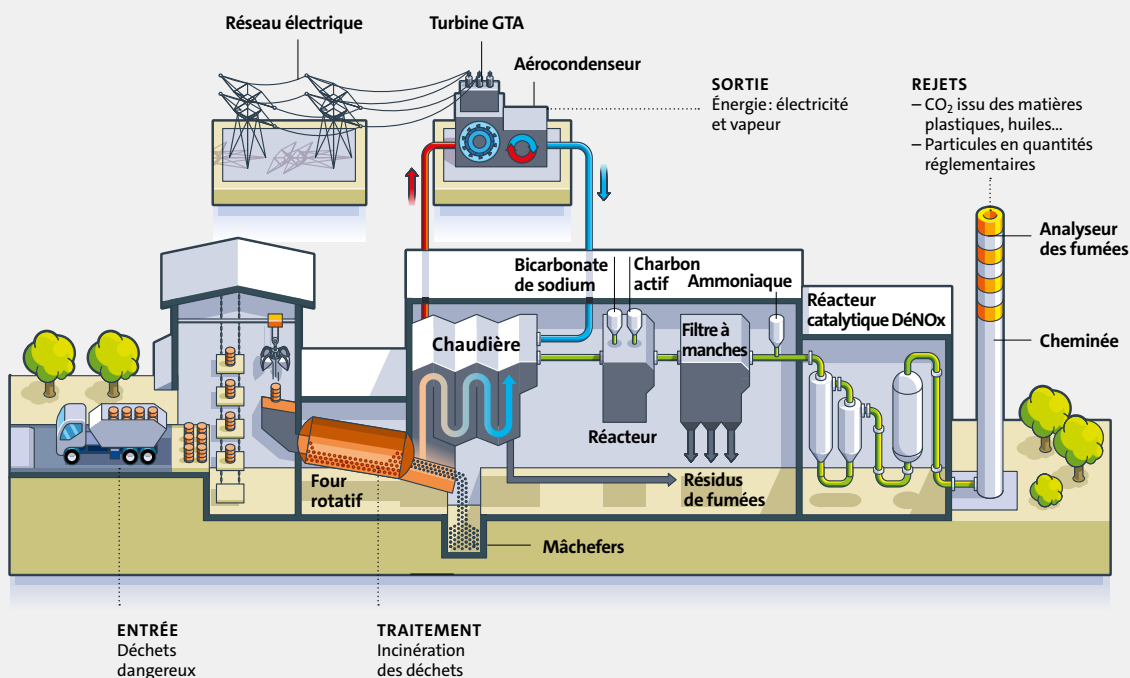 Réseau électrique
Turbine GTA
Aérocondenseur
SORTIE
Énergie: électricité
et vapeur
REJETS
– CO₂ issu des matières
plastiques, huiles…
– Particules en quantités
réglementaires
Analyseur
des fumées
Bicarbonate
de sodium
Charbon
actif
Ammoniaque
Réacteur
catalytique DéNOx
Chaudière
Filtre à
manches
Cheminée
Réacteur
Four
rotatif
Résidus
de fumées
Mâchefers
ENTRÉE
Déchets
dangereux
TRAITEMENT
Incinération
des déchets